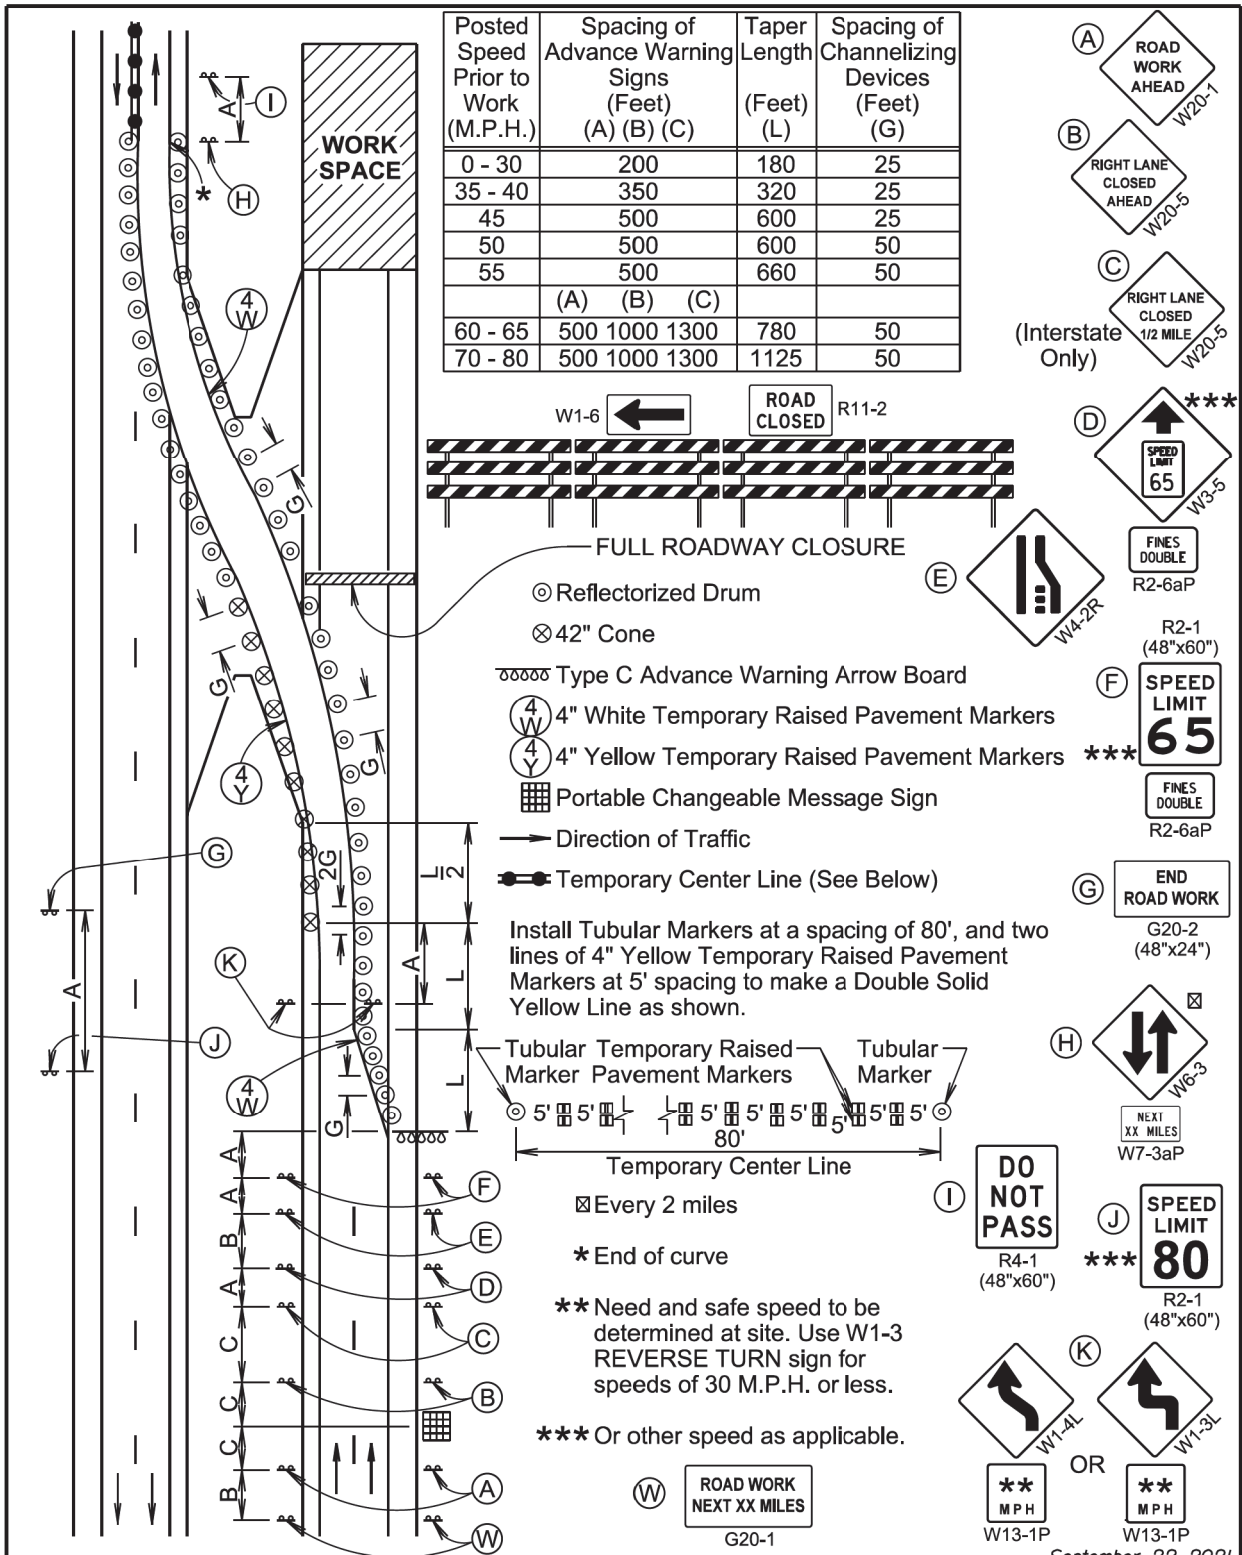 Posted Speed Prior to Work (M.P.H.)
Spacing of Advance Warning Signs (Feet) (A) (B) (C)
Taper Length (Feet) (L)
Spacing of Channelizing Devices (Feet) (G)
0 - 30 200 180 25
35 - 40 350 320 25
45 500 600 25
50 500 600 50
55 500 660 50
(A) (B) (C)
60 - 65 500 1000 1300 780 50
70 - 80 500 1000 1300 1125 50
WORK
SPACE
A
I
H
*
4
W
G
G
4
Y
G
2G
L
2
A
L
L
G
K
4
W
G
J
A
A
A
B
A
C
C
C
B
F
E
D
C
B
A
W
W1-6
ROAD
CLOSED
R11-2
FULL ROADWAY CLOSURE
Reflectorized Drum
42" Cone
Type C Advance Warning Arrow Board
4
W
4" White Temporary Raised Pavement Markers
4
Y
4" Yellow Temporary Raised Pavement Markers
Portable Changeable Message Sign
Direction of Traffic
Temporary Center Line (See Below)
Install Tubular Markers at a spacing of 80', and two
lines of 4" Yellow Temporary Raised Pavement
Markers at 5' spacing to make a Double Solid
Yellow Line as shown.
Tubular Marker
Temporary Raised Pavement Markers
Tubular Marker
5' 5' 5' 5' 5' 5' 5' 5'
80'
Temporary Center Line
Every 2 miles
* End of curve
** Need and safe speed to be
determined at site. Use W1-3
REVERSE TURN sign for
speeds of 30 M.P.H. or less.
*** Or other speed as applicable.
W
ROAD WORK
NEXT XX MILES
G20-1
A
ROAD
WORK
AHEAD
W20-1
B
RIGHT LANE
CLOSED
AHEAD
W20-5
C
RIGHT LANE
CLOSED
1/2 MILE
W20-5
(Interstate
Only)
D
***
SPEED
LIMIT
65
W3-5
FINES
DOUBLE
R2-6aP
E
W4-2R
R2-1
(48"x60")
F
SPEED
LIMIT
65
***
FINES
DOUBLE
R2-6aP
G
END
ROAD WORK
G20-2
(48"x24")
H
W6-3
NEXT
XX MILES
W7-3aP
I
DO
NOT
PASS
R4-1
(48"x60")
J
SPEED
LIMIT
80
***
R2-1
(48"x60")
K
W1-4L
OR
W1-3L
**
MPH
W13-1P
**
MPH
W13-1P